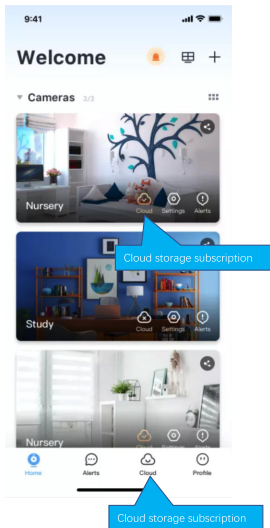 9:41
Welcome
Cameras 3/3
Nursery
Cloud Settings Alerts
Cloud storage subscription
Study
Cloud Settings Alerts
Nursery
Cloud
Home Alerts Cloud Profile
Cloud storage subscription